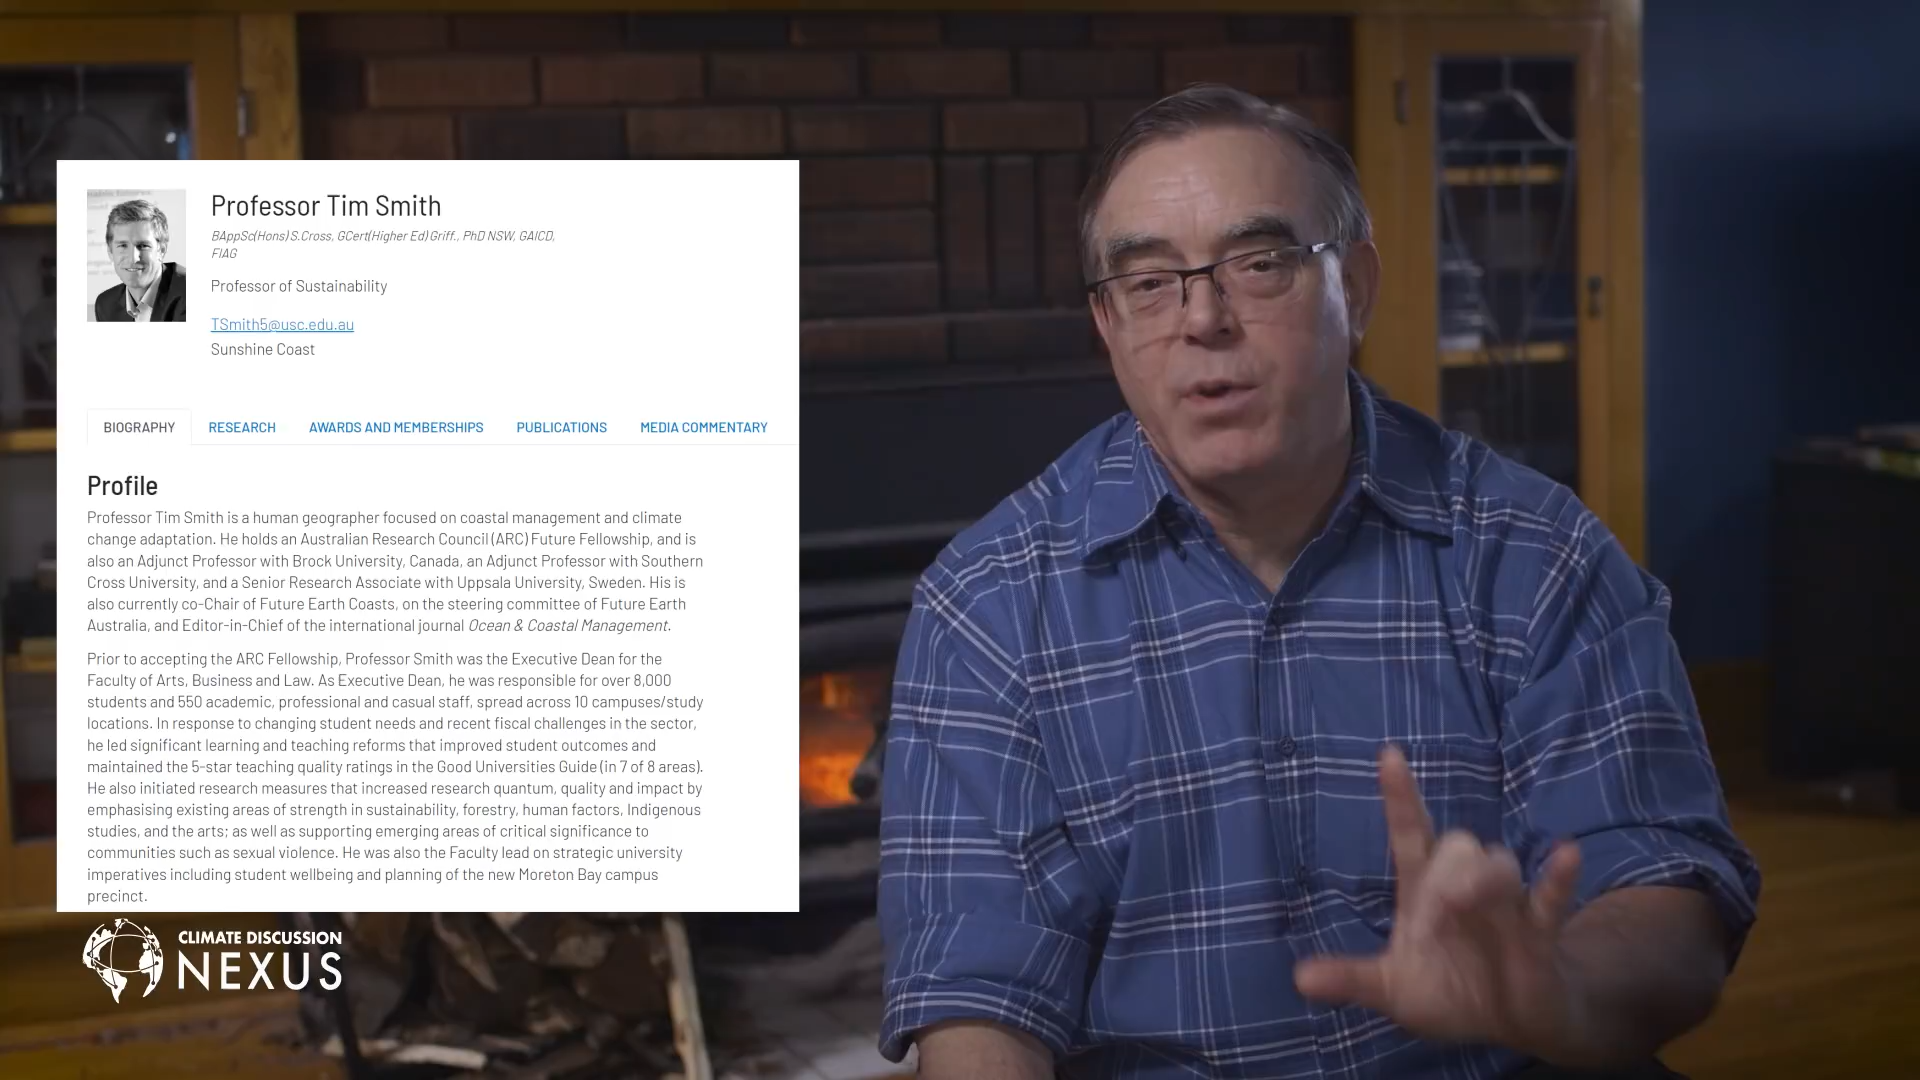 Professor Tim Smith
BAppSc(Hons) S.Cross, GCert(Higher Ed) Griff., PhD NSW, GAICD,
FIAG
Professor of Sustainability
TSmith5@usc.edu.au
Sunshine Coast
BIOGRAPHY RESEARCH AWARDS AND MEMBERSHIPS PUBLICATIONS MEDIA COMMENTARY
Profile
Professor Tim Smith is a human geographer focused on coastal management and climate
change adaptation. He holds an Australian Research Council (ARC) Future Fellowship, and is
also an Adjunct Professor with Brock University, Canada, an Adjunct Professor with Southern
Cross University, and a Senior Research Associate with Uppsala University, Sweden. His is
also currently co-Chair of Future Earth Coasts, on the steering committee of Future Earth
Australia, and Editor-in-Chief of the international journal Ocean & Coastal Management.
Prior to accepting the ARC Fellowship, Professor Smith was the Executive Dean for the
Faculty of Arts, Business and Law. As Executive Dean, he was responsible for over 8,000
students and 550 academic, professional and casual staff, spread across 10 campuses/study
locations. In response to changing student needs and recent fiscal challenges in the sector,
he led significant learning and teaching reforms that improved student outcomes and
maintained the 5-star teaching quality ratings in the Good Universities Guide (in 7 of 8 areas).
He also initiated research measures that increased research quantum, quality and impact by
emphasising existing areas of strength in sustainability, forestry, human factors, Indigenous
studies, and the arts; as well as supporting emerging areas of critical significance to
communities such as sexual violence. He was also the Faculty lead on strategic university
imperatives including student wellbeing and planning of the new Moreton Bay campus
precinct.
CLIMATE DISCUSSION
NEXUS